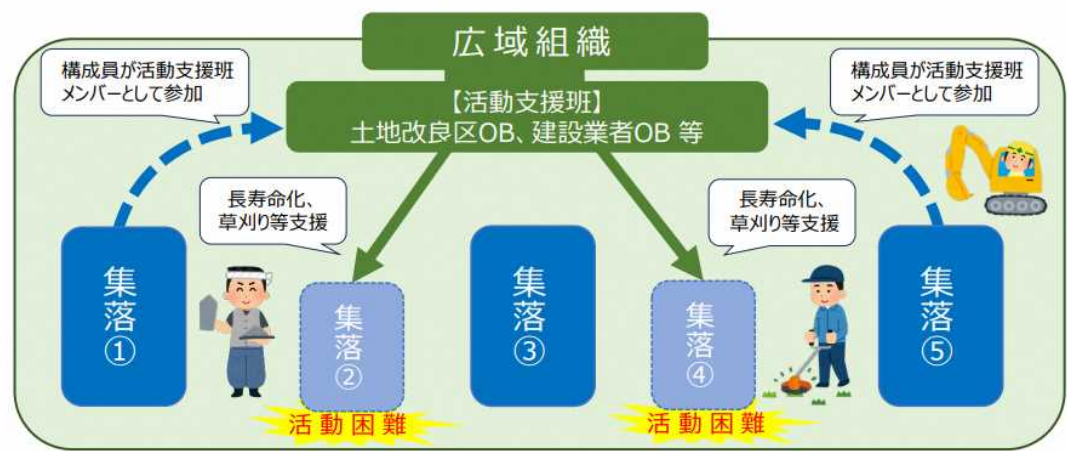 広域組織
構成員が活動支援班
メンバーとして参加
【活動支援班】
土地改良区OB、建設業者OB 等
構成員が活動支援班
メンバーとして参加
長寿命化、
草刈り等支援
長寿命化、
草刈り等支援
集落①
集落②
集落③
集落④
集落⑤
活動困難
活動困難